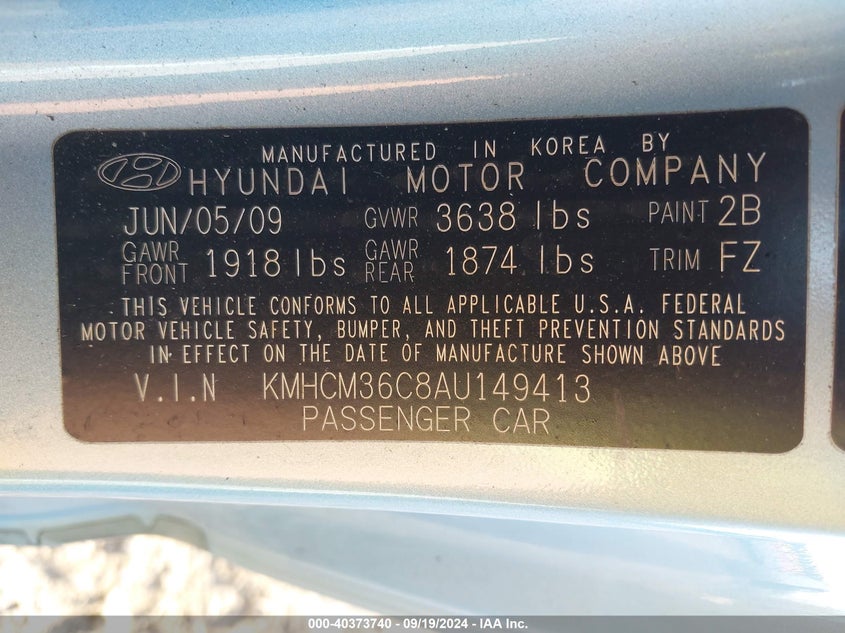 MANUFACTURED IN KOREA BY
HYUNDAI MOTOR COMPANY
JUN/05/09 GVWR 3638 lbs PAINT 2B
GAWR FRONT 1918 lbs GAWR REAR 1874 lbs TRIM FZ
THIS VEHICLE CONFORMS TO ALL APPLICABLE U.S.A. FEDERAL
MOTOR VEHICLE SAFETY, BUMPER, AND THEFT PREVENTION STANDARDS
IN EFFECT ON THE DATE OF MANUFACTURE SHOWN ABOVE
V.I.N KMHCM36C8AU149413
PASSENGER CAR
000-40373740 - 09/19/2024 - IAA Inc.